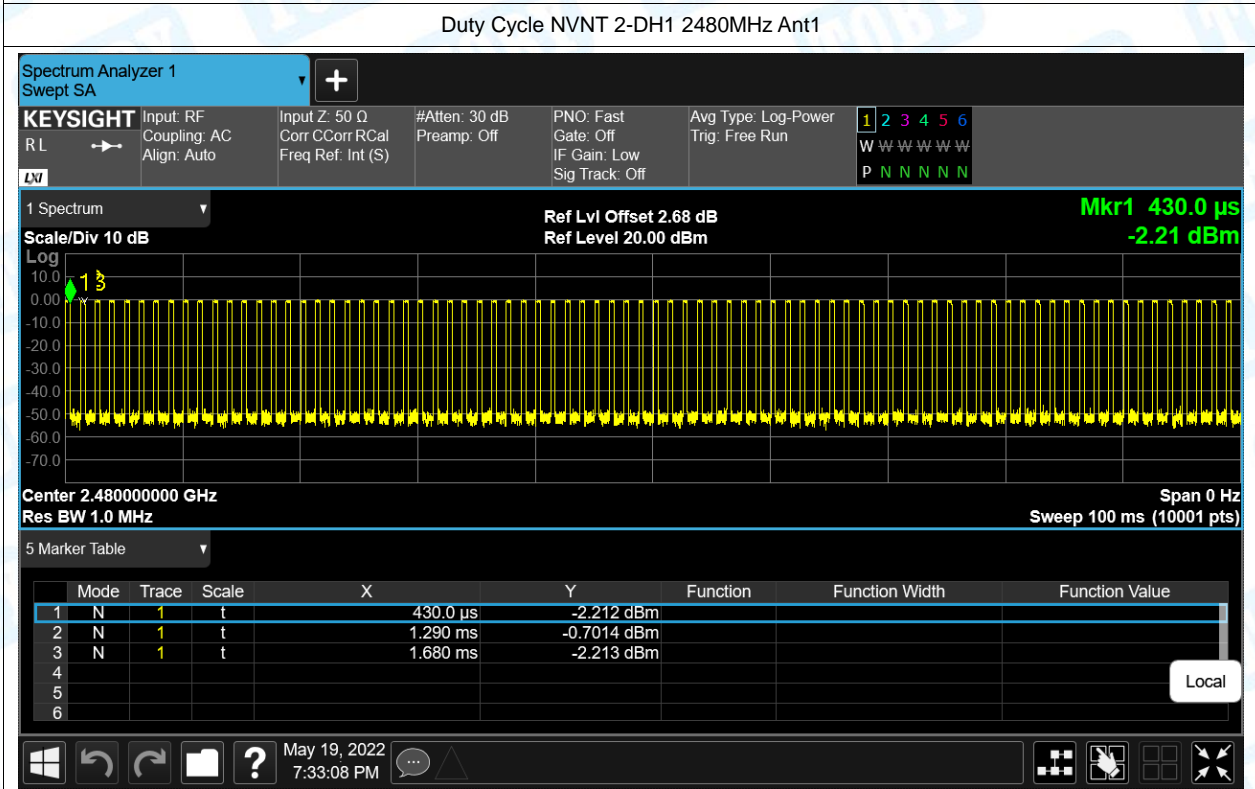 Duty Cycle NVNT 2-DH1 2480MHz Ant1
Spectrum Analyzer 1
Swept SA
KEYSIGHT
RL
LXI
Input: RF
Coupling: AC
Align: Auto
Input Z: 50 Ω
Corr CCorr RCal
Freq Ref: Int (S)
#Atten: 30 dB
Preamp: Off
PNO: Fast
Gate: Off
IF Gain: Low
Sig Track: Off
Avg Type: Log-Power
Trig: Free Run
1 2 3 4 5 6
W W W W W W
P N N N N N
1 Spectrum
Scale/Div 10 dB
Ref Lvl Offset 2.68 dB
Ref Level 20.00 dBm
Mkr1 430.0 µs
-2.21 dBm
Log
10.0
0.00
-10.0
-20.0
-30.0
-40.0
-50.0
-60.0
-70.0
1 3
Center 2.480000000 GHz
Span 0 Hz
Res BW 1.0 MHz
Sweep 100 ms (10001 pts)
5 Marker Table
Mode Trace Scale X Y Function Function Width Function Value
1 N 1 t 430.0 µs -2.212 dBm
2 N 1 t 1.290 ms -0.7014 dBm
3 N 1 t 1.680 ms -2.213 dBm
4
5
6
Local
?
May 19, 2022
7:33:08 PM